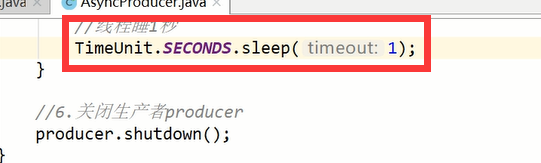 .java
AsyncProducer.java
//线程睡1秒
TimeUnit.SECONDS.sleep( timeout: 1);
}
//6.关闭生产者producer
producer.shutdown();
}